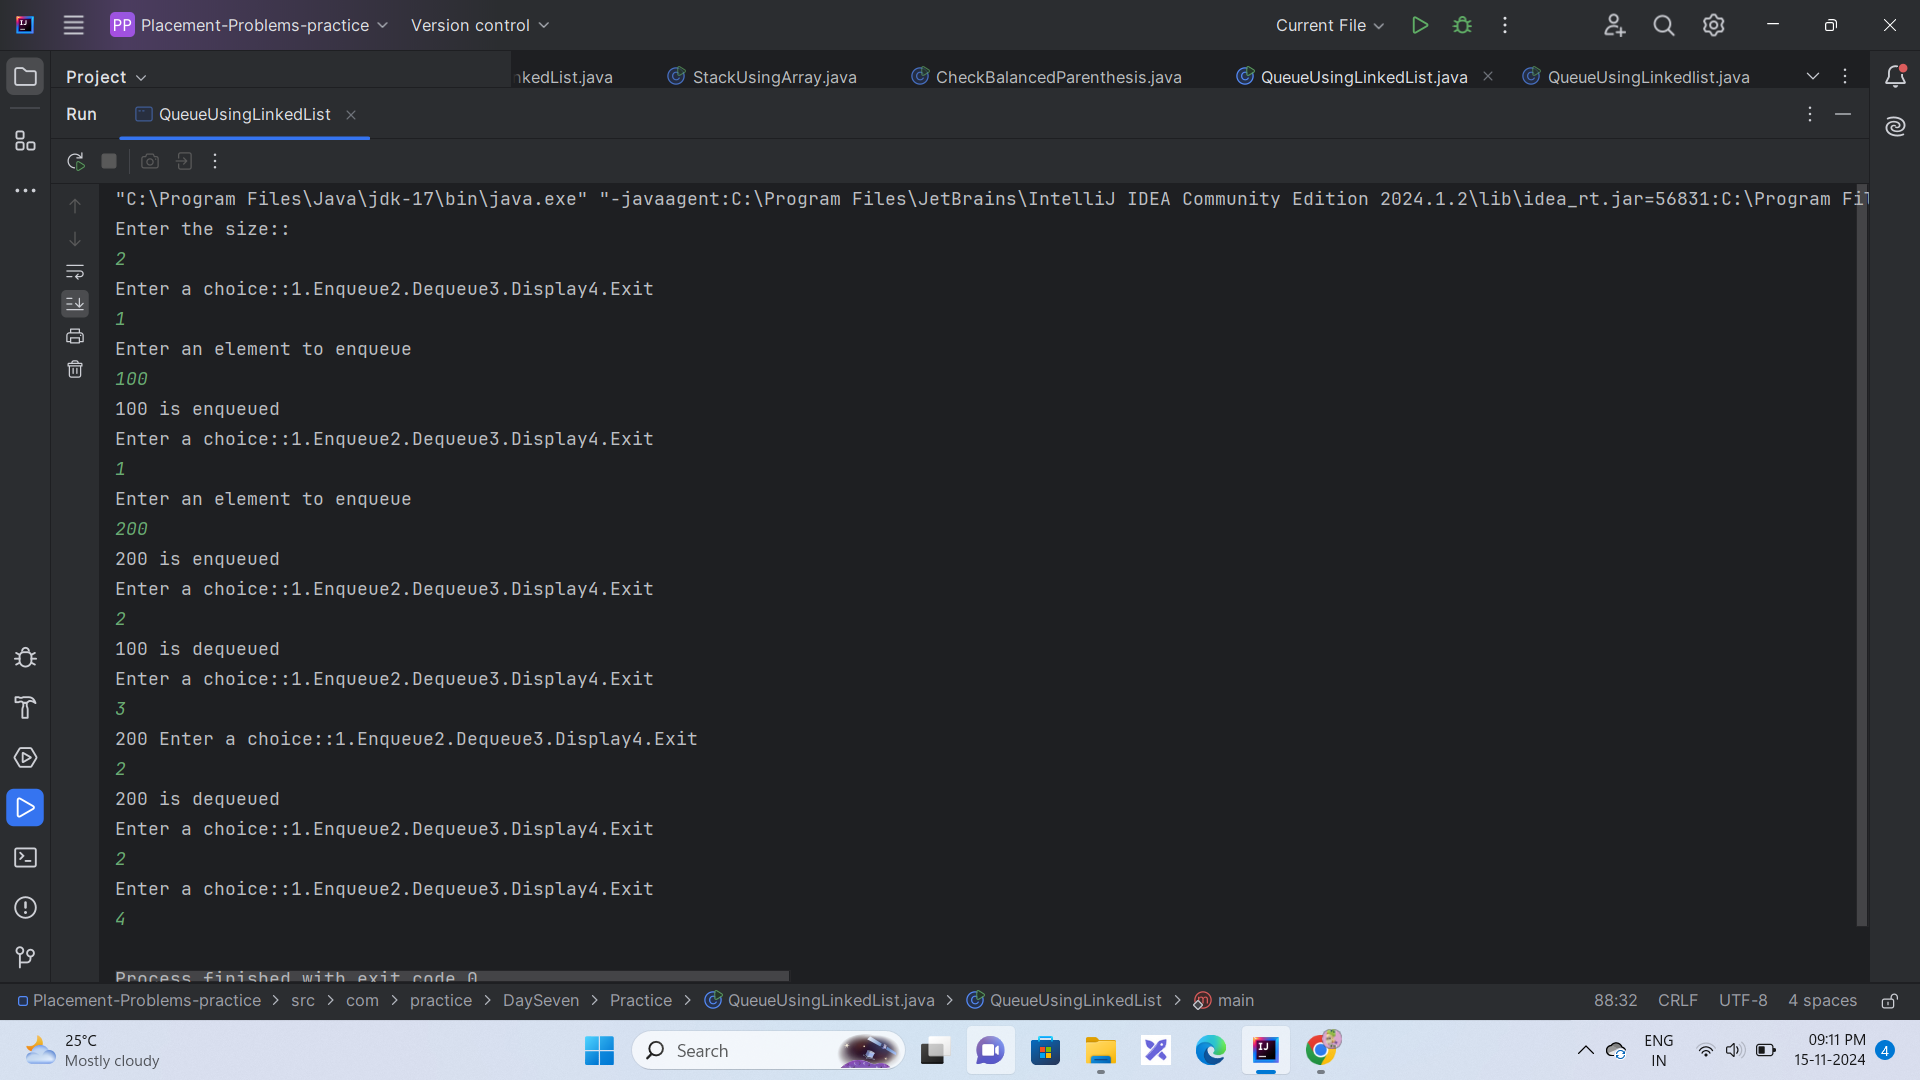 PP Placement-Problems-practice Version control Current File
Project nkedList.java StackUsingArray.java CheckBalancedParenthesis.java QueueUsingLinkedList.java QueueUsingLinkedlist.java
Run QueueUsingLinkedList
"C:\Program Files\Java\jdk-17\bin\java.exe" "-javaagent:C:\Program Files\JetBrains\IntelliJ IDEA Community Edition 2024.1.2\lib\idea_rt.jar=56831:C:\Program Fil
Enter the size::
2
Enter a choice::1.Enqueue2.Dequeue3.Display4.Exit
1
Enter an element to enqueue
100
100 is enqueued
Enter a choice::1.Enqueue2.Dequeue3.Display4.Exit
1
Enter an element to enqueue
200
200 is enqueued
Enter a choice::1.Enqueue2.Dequeue3.Display4.Exit
2
100 is dequeued
Enter a choice::1.Enqueue2.Dequeue3.Display4.Exit
3
200 Enter a choice::1.Enqueue2.Dequeue3.Display4.Exit
2
200 is dequeued
Enter a choice::1.Enqueue2.Dequeue3.Display4.Exit
2
Enter a choice::1.Enqueue2.Dequeue3.Display4.Exit
4
Process finished with exit code 0
Placement-Problems-practice > src > com > practice > DaySeven > Practice > QueueUsingLinkedList.java > QueueUsingLinkedList > m main 88:32 CRLF UTF-8 4 spaces
25°C
Mostly cloudy
Search
ENG
IN
09:11 PM
15-11-2024
4